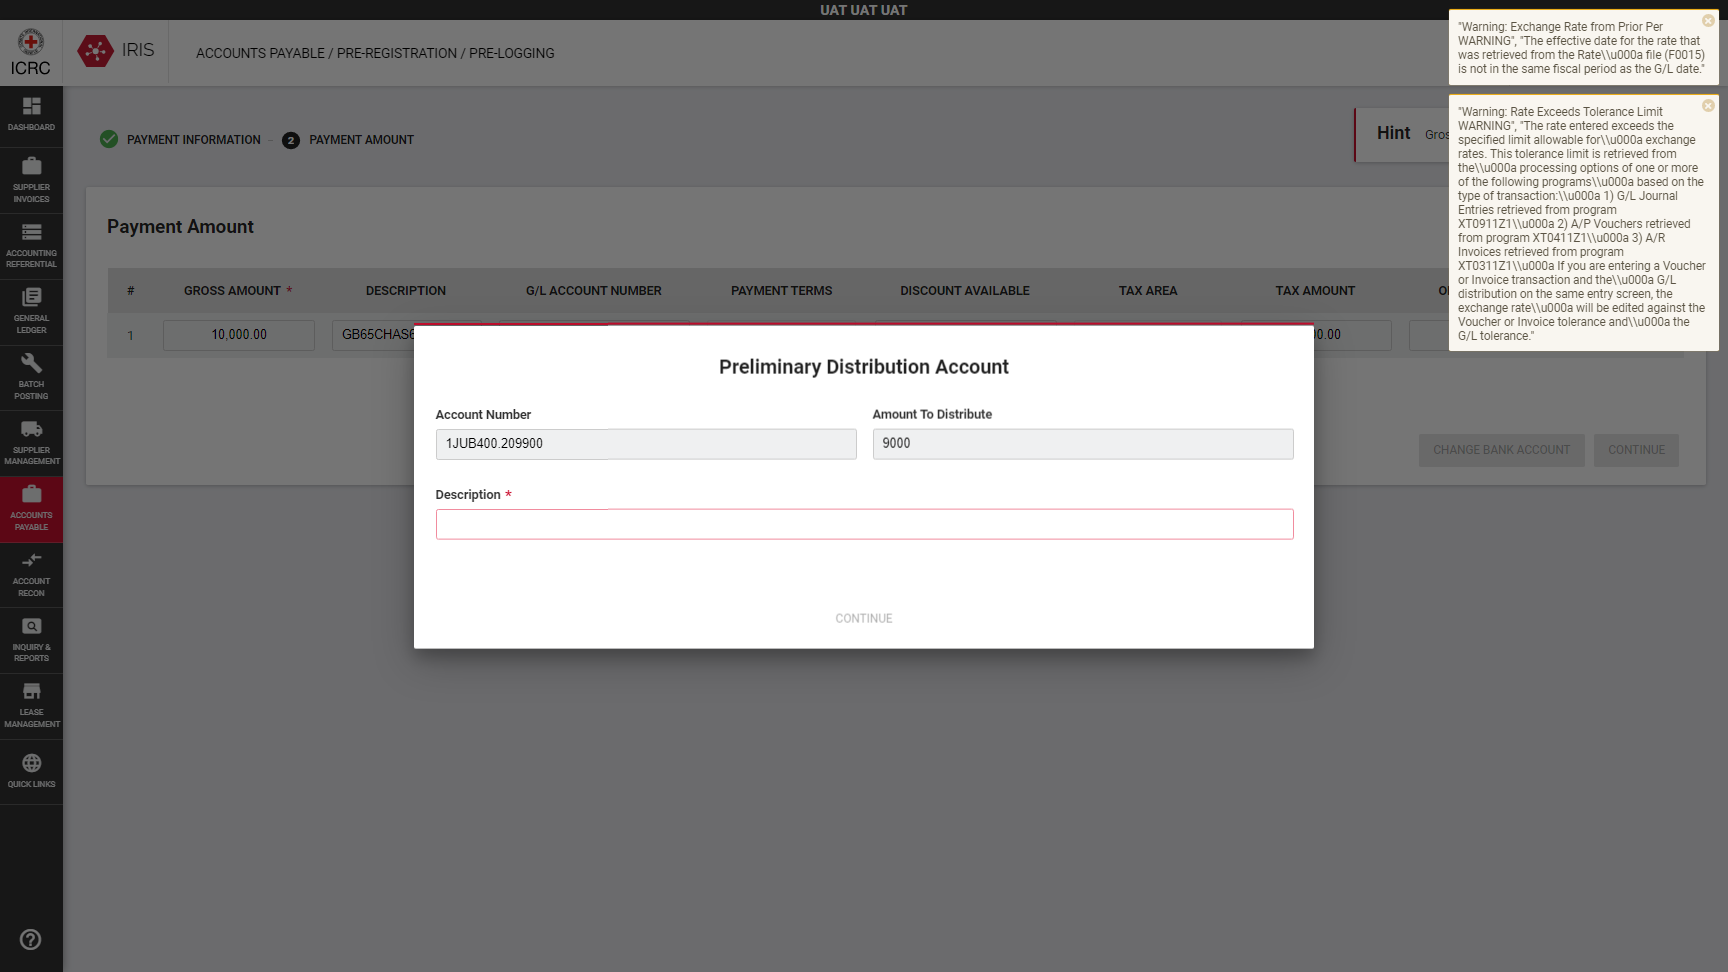 UAT UAT UAT
ICRC
IRIS
ACCOUNTS PAYABLE / PRE-REGISTRATION / PRE-LOGGING
"Warning: Exchange Rate from Prior Per
WARNING", "The effective date for the rate that
was retrieved from the Rate\\u000a file (F0015)
is not in the same fiscal period as the G/L date."
"Warning: Rate Exceeds Tolerance Limit
WARNING", "The rate entered exceeds the
specified limit allowable for\\u000a exchange
rates. This tolerance limit is retrieved from
the\\u000a processing options of one or more
of the following programs\\u000a based on the
type of transaction:\\u000a 1) G/L Journal
Entries retrieved from program
XT0911Z1\\u000a 2) A/P Vouchers retrieved
from program XT0411Z1\\u000a 3) A/R
Invoices retrieved from program
XT0311Z1\\u000a If you are entering a Voucher
or Invoice transaction and the\\u000a G/L
distribution on the same entry screen, the
exchange rate\\u000a will be edited against the
Voucher or Invoice tolerance and\\u000a the
G/L tolerance."
DASHBOARD
SUPPLIER
INVOICES
ACCOUNTING
REFERENTIAL
GENERAL
LEDGER
BATCH
POSTING
SUPPLIER
MANAGEMENT
ACCOUNTS
PAYABLE
ACCOUNT
RECON
INQUIRY &
REPORTS
LEASE
MANAGEMENT
QUICK LINKS
PAYMENT INFORMATION - 2 PAYMENT AMOUNT
Hint Gros
Payment Amount
# GROSS AMOUNT * DESCRIPTION G/L ACCOUNT NUMBER PAYMENT TERMS DISCOUNT AVAILABLE TAX AREA TAX AMOUNT
1 10,000.00 GB65CHAS6 0.00
CHANGE BANK ACCOUNT CONTINUE
Preliminary Distribution Account
Account Number Amount To Distribute
1JUB400.209900 9000
Description *
CONTINUE